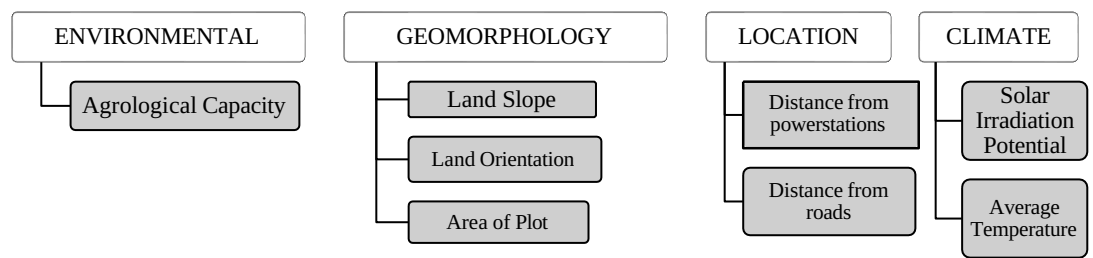 ENVIRONMENTAL
Agrological Capacity
GEOMORPHOLOGY
Land Slope
Land Orientation
Area of Plot
LOCATION
Distance from
powerstations
Distance from
roads
CLIMATE
Solar
Irradiation
Potential
Average
Temperature